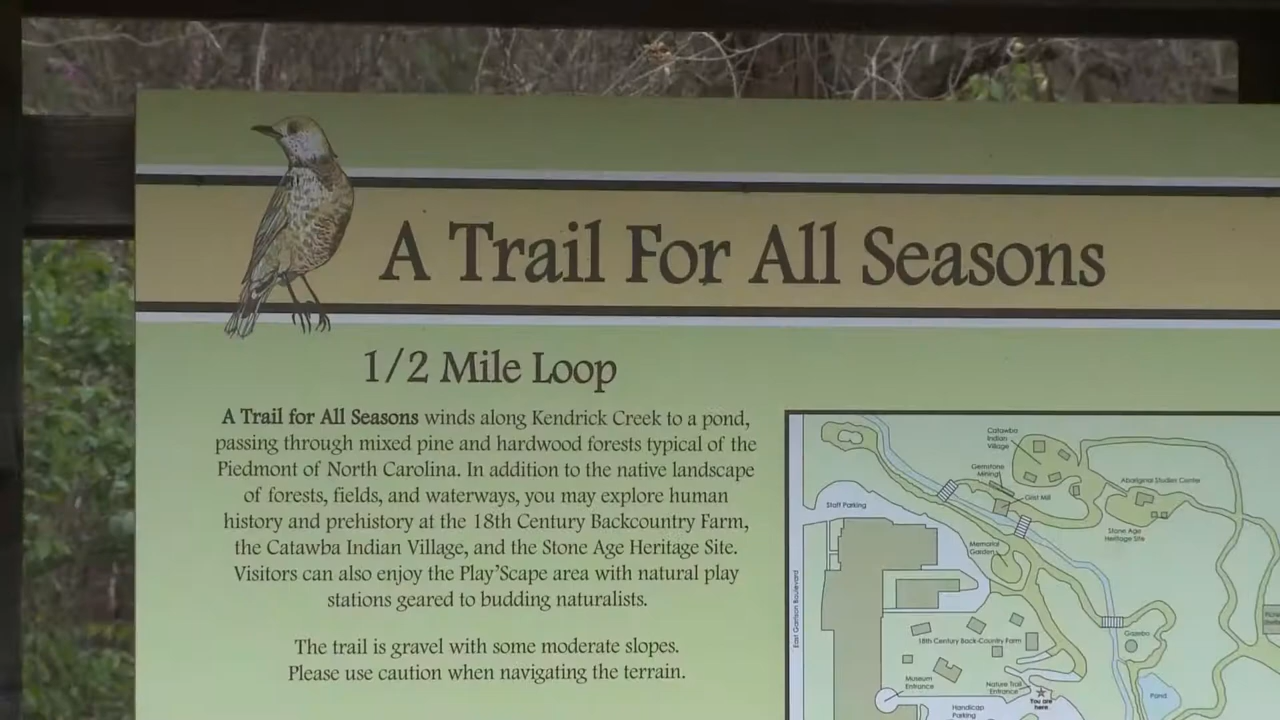 A Trail For All Seasons
1/2 Mile Loop
A Trail for All Seasons winds along Kendrick Creek to a pond,
passing through mixed pine and hardwood forests typical of the
Piedmont of North Carolina. In addition to the native landscape
of forests, fields, and waterways, you may explore human
history and prehistory at the 18th Century Backcountry Farm,
the Catawba Indian Village, and the Stone Age Heritage Site.
Visitors can also enjoy the Play'Scape area with natural play
stations geared to budding naturalists.
The trail is gravel with some moderate slopes.
Please use caution when navigating the terrain.
Catawba
Indian
Village
Gemstone
Mining
Grist Mill
Aboriginal Studies Centre
Stone Age
Heritage Site
Staff Parking
Memorial
Garden
East Garrison Boulevard
18th Century Back-Country Farm
Gazebo
Museum
Entrance
Nature Trail
Entrance
You are
here
Pond
Handicap
Parking